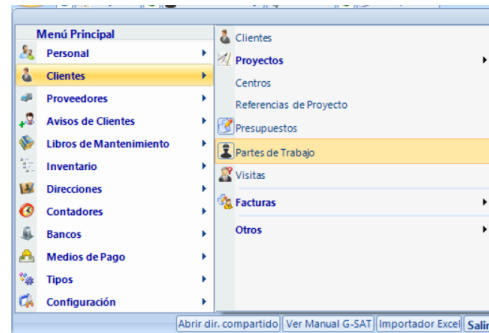 Menú Principal
Personal
Clientes
Proveedores
Avisos de Clientes
Libros de Mantenimiento
Inventario
Direcciones
Contadores
Bancos
Medios de Pago
Tipos
Configuración
Clientes
Proyectos
Centros
Referencias de Proyecto
Presupuestos
Partes de Trabajo
Visitas
Facturas
Otros
Abrir dir. compartido Ver Manual G-SAT Importador Excel Salir